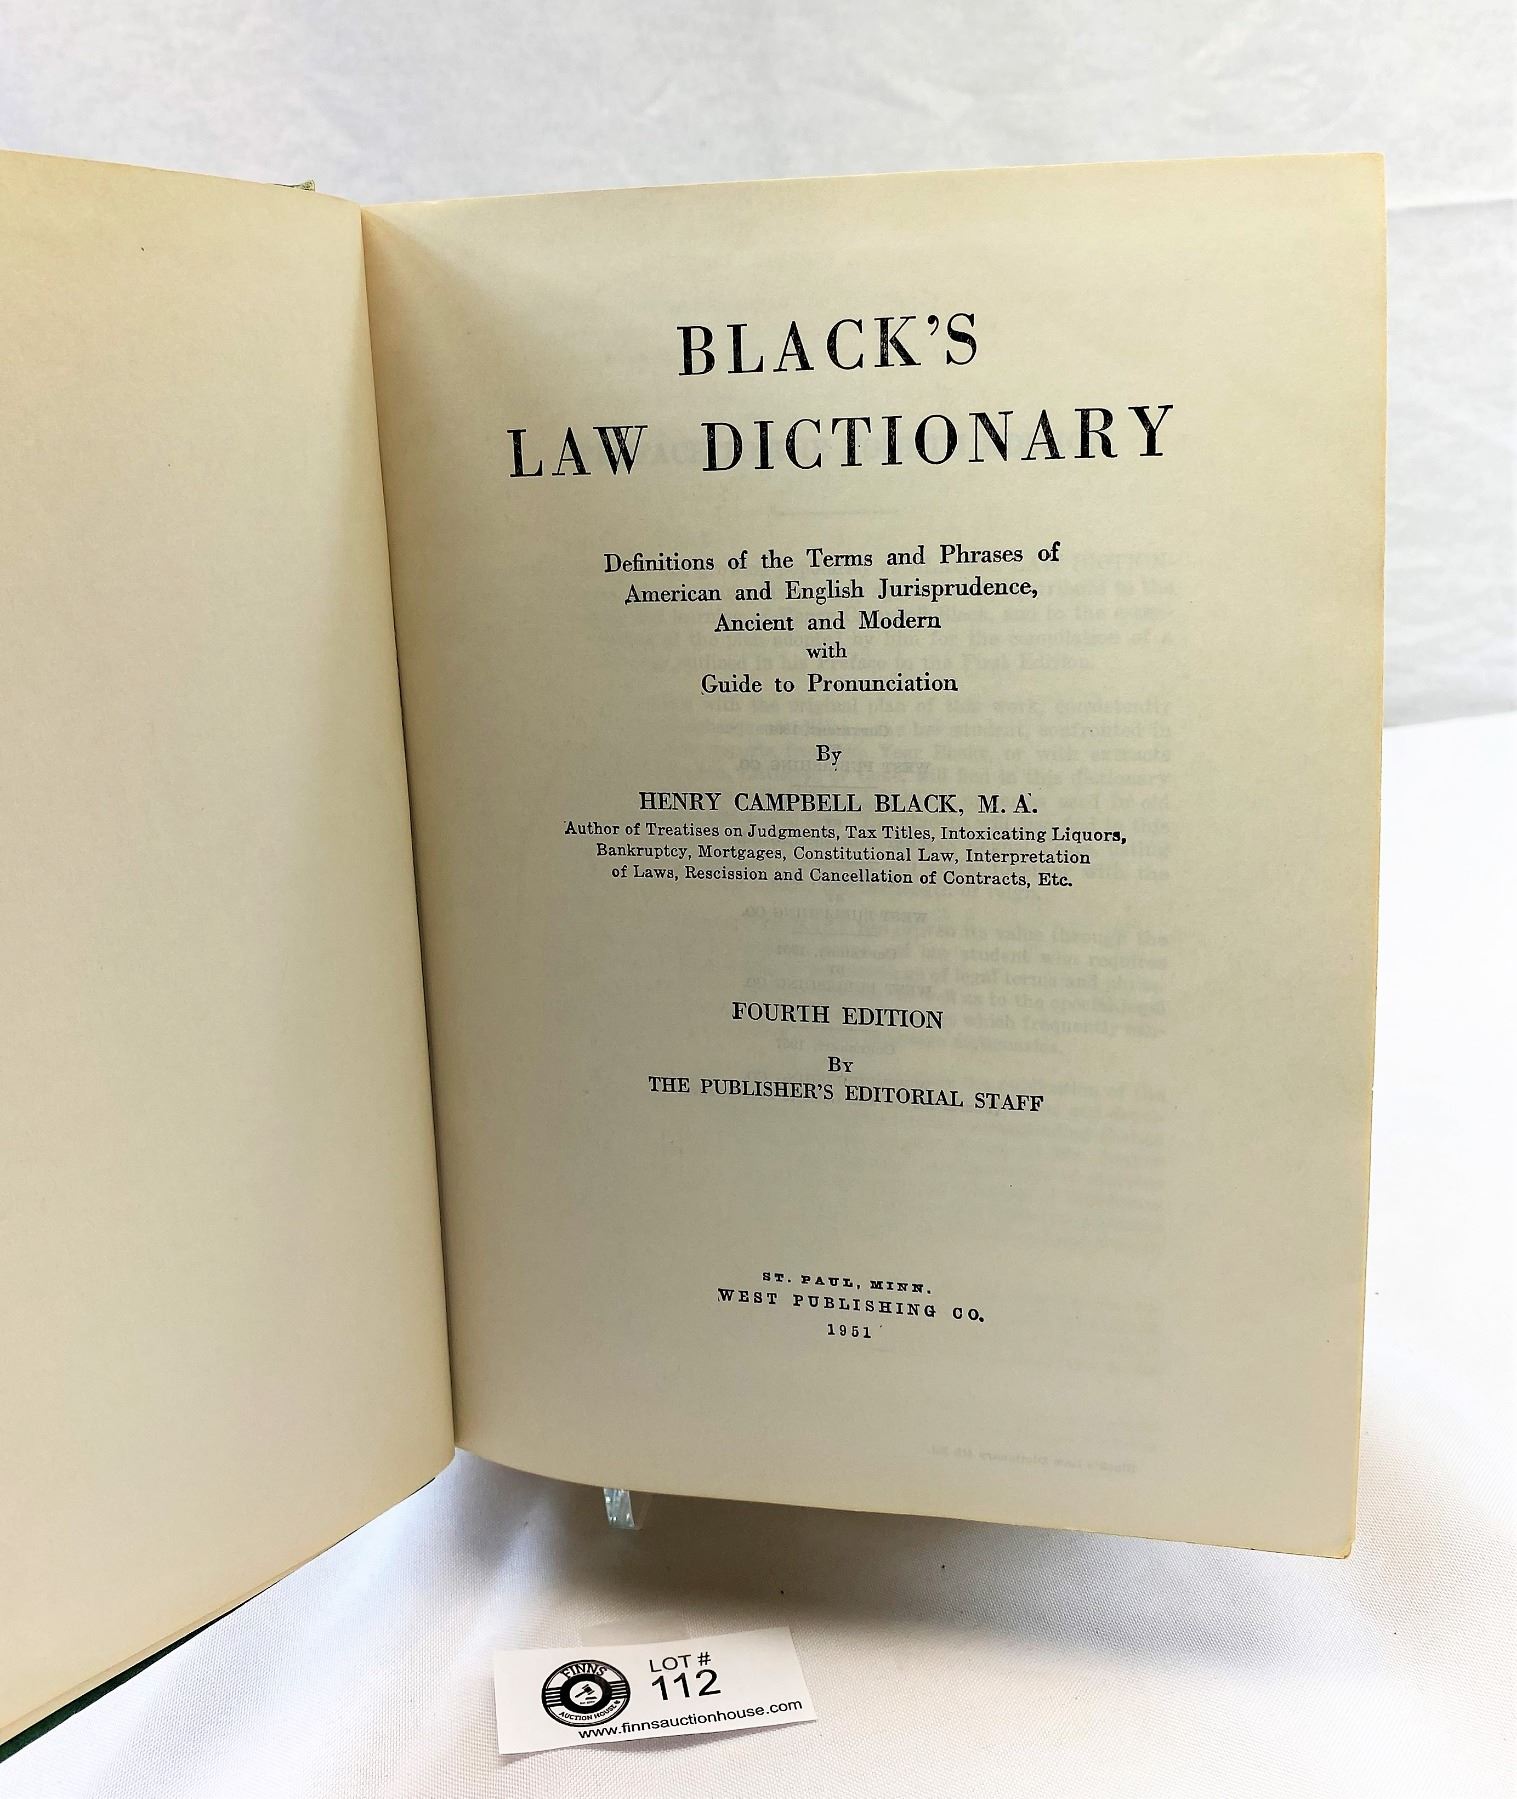 BLACK'S
LAW DICTIONARY
Definitions of the Terms and Phrases of
American and English Jurisprudence,
Ancient and Modern
with
Guide to Pronunciation
By
HENRY CAMPBELL BLACK, M. A.
Author of Treatises on Judgments, Tax Titles, Intoxicating Liquors,
Bankruptcy, Mortgages, Constitutional Law, Interpretation
of Laws, Rescission and Cancellation of Contracts, Etc.
FOURTH EDITION
By
THE PUBLISHER'S EDITORIAL STAFF
ST. PAUL, MINN.
WEST PUBLISHING CO.
1951
FINNS
AUCTION HOUSE
LOT #
112
www.finnsauctionhouse.com